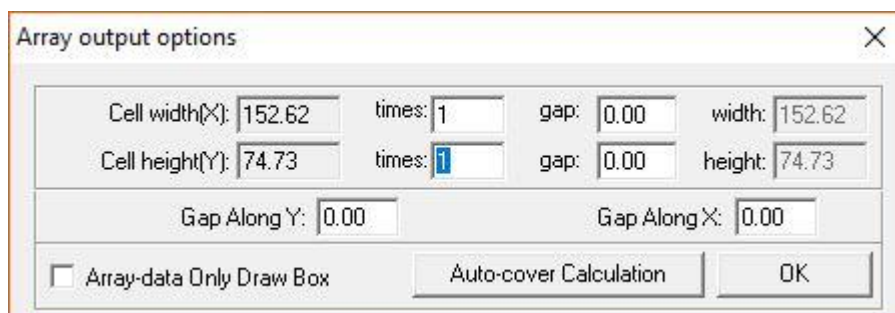 Array output options
Cell width(X): 152.62 times: 1 gap: 0.00 width: 152.62
Cell height(Y): 74.73 times: 1 gap: 0.00 height: 74.73
Gap Along Y: 0.00 Gap Along X: 0.00
Array-data Only Draw Box Auto-cover Calculation OK